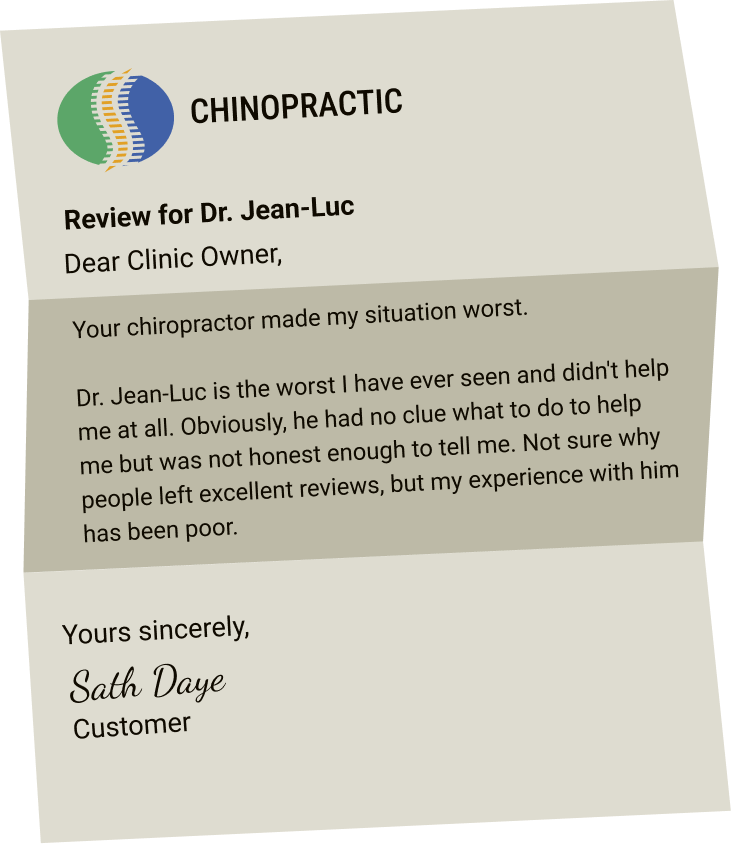 CHINOPRACTIC
Review for Dr. Jean-Luc
Dear Clinic Owner,
Your chiropractor made my situation worst.
Dr. Jean-Luc is the worst I have ever seen and didn't help
me at all. Obviously, he had no clue what to do to help
me but was not honest enough to tell me. Not sure why
people left excellent reviews, but my experience with him
has been poor.
Yours sincerely,
Sath Daye
Customer